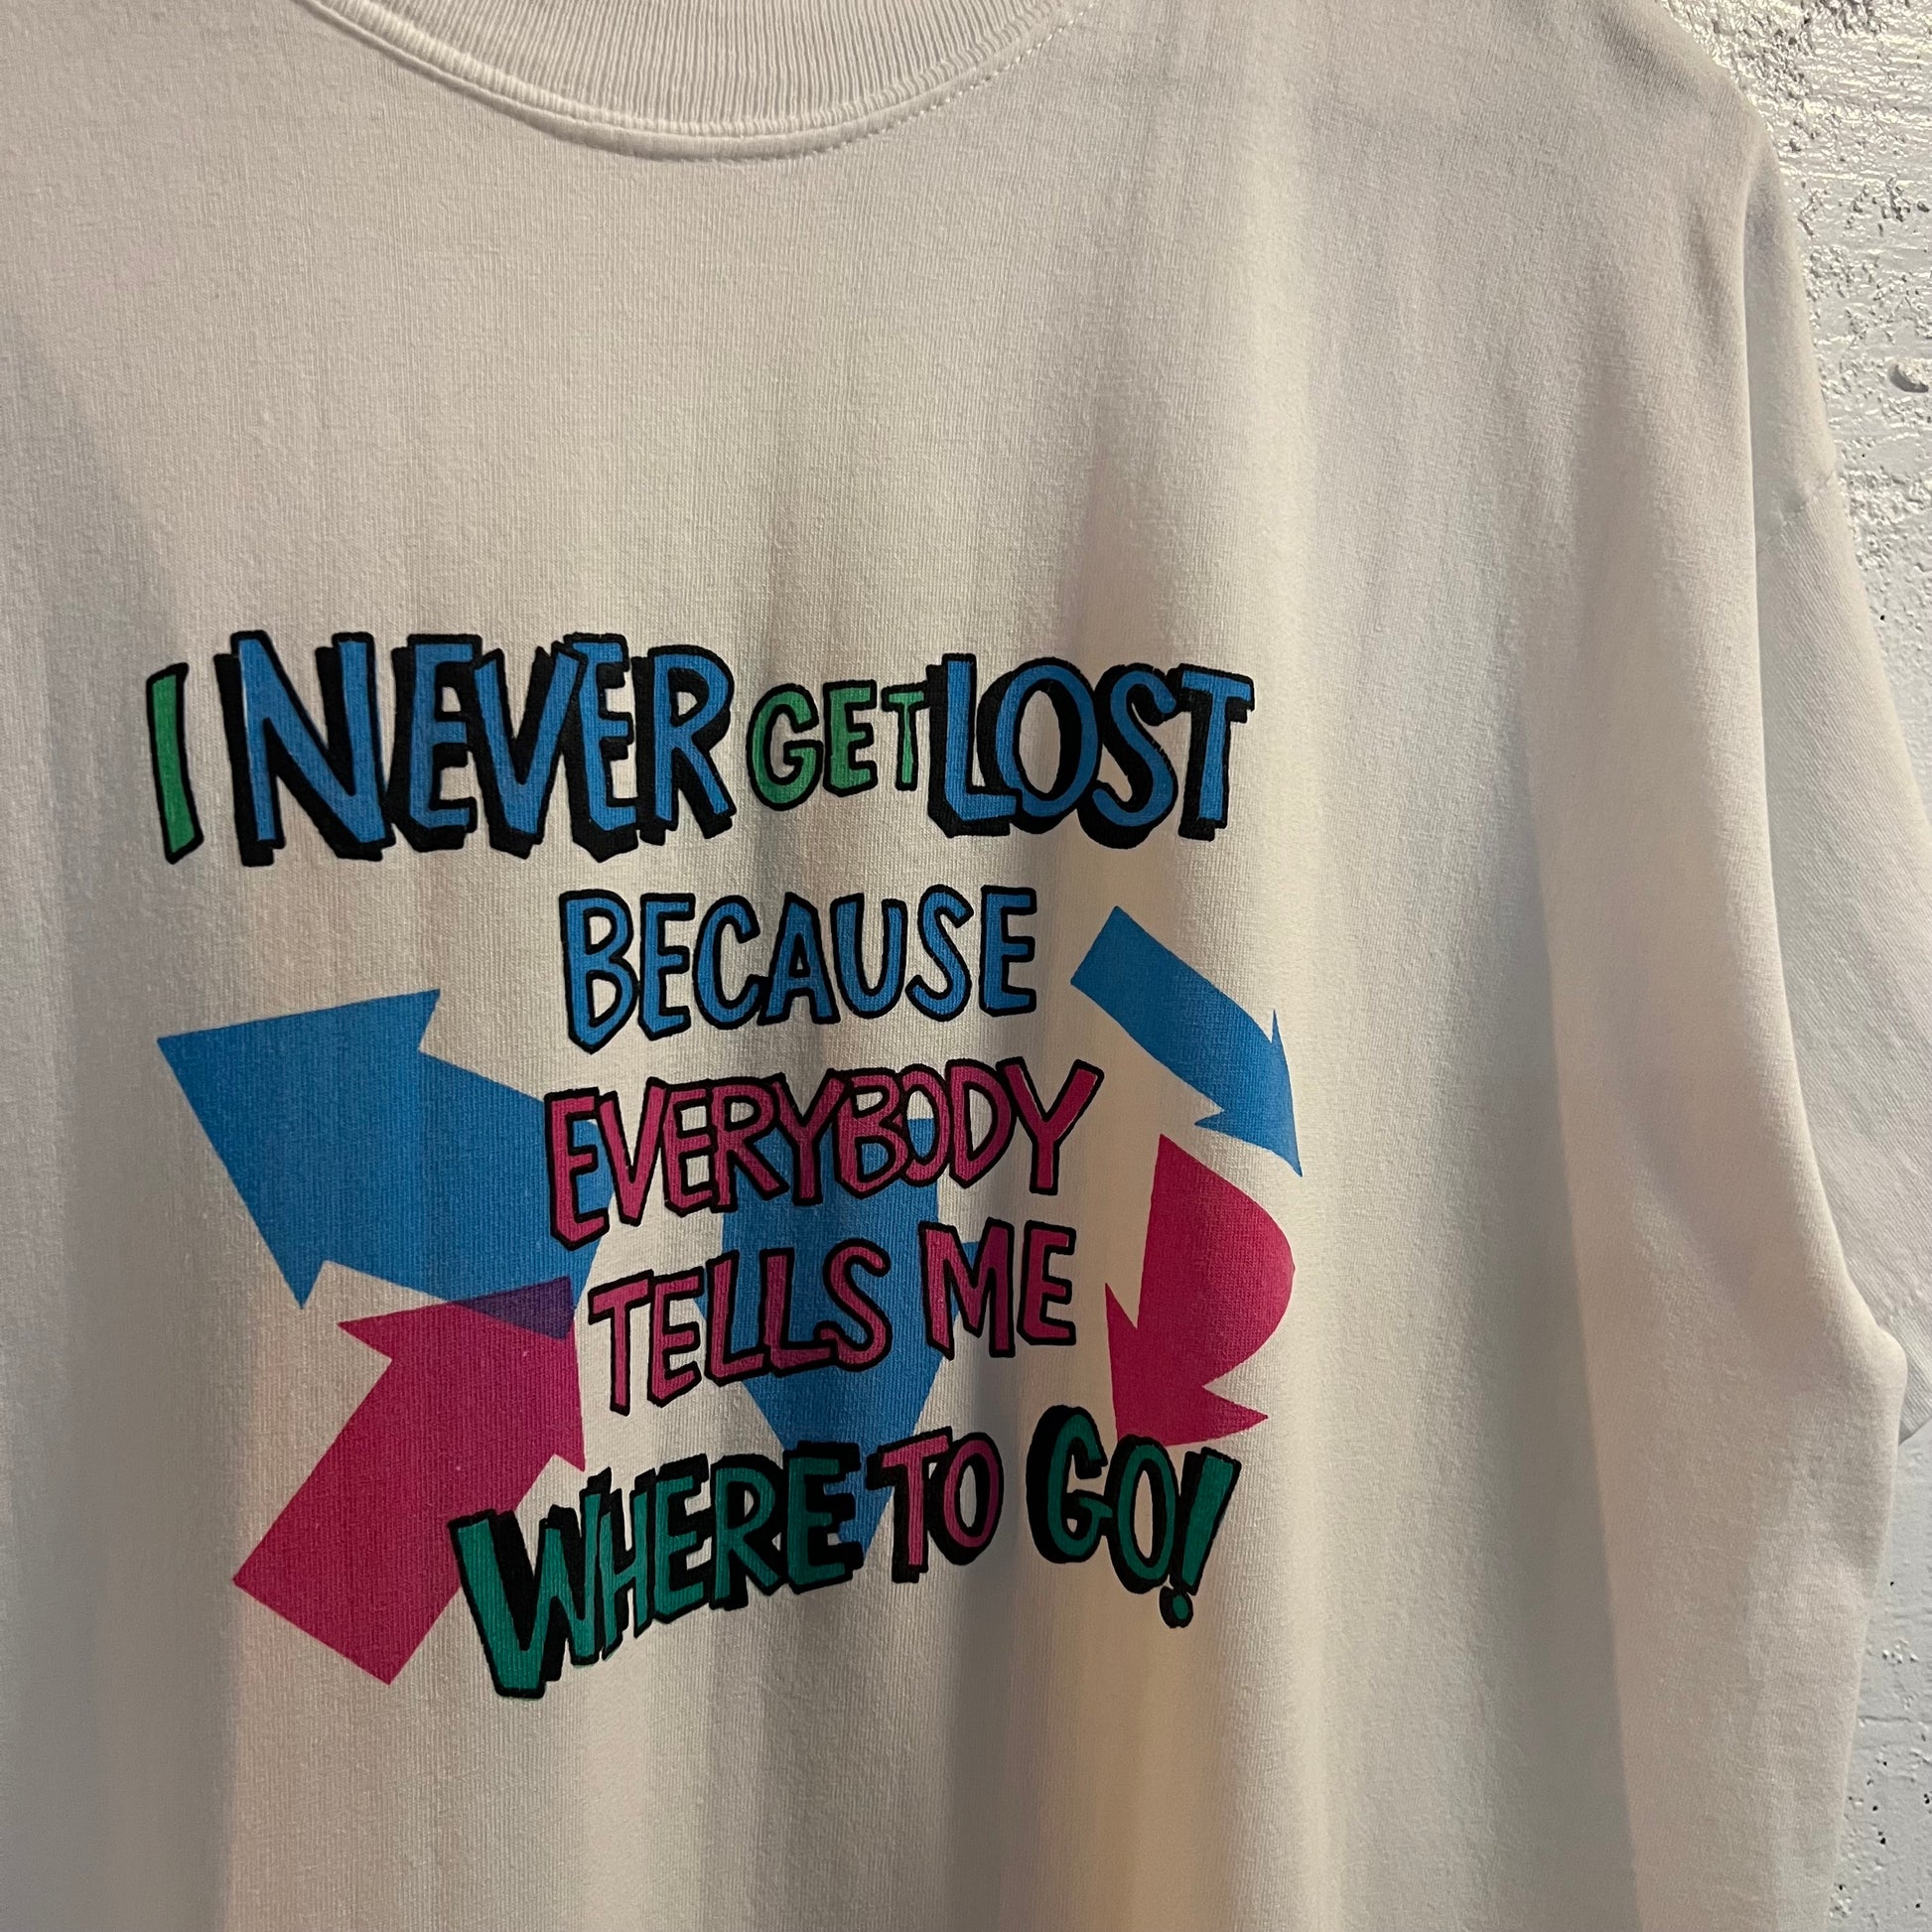 I NEVER GET LOST
BECAUSE
EVERYBODY
TELLS ME
WHERE TO GO!